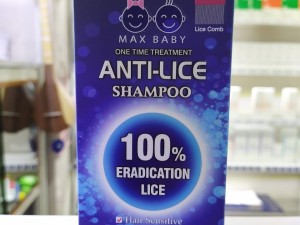 Lice Comb
MAX BABY
ONE TIME TREATMENT
ANTI-LICE
SHAMPOO
100%
ERADICATION
LICE
Hair Sensitive